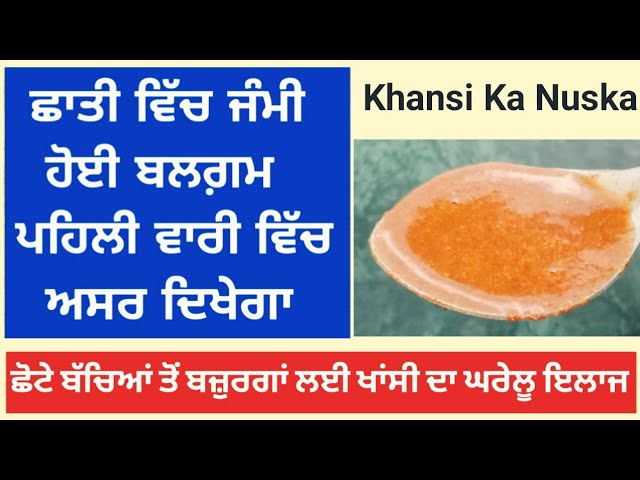 ਛਾਤੀ ਵਿੱਚ ਜੰਮੀ
ਹੋਈ ਬਲਗ਼ਮ
ਪਹਿਲੀ ਵਾਰੀ ਵਿੱਚ
ਅਸਰ ਦਿਖੇਗਾ
Khansi Ka Nuska
ਛੋਟੇ ਬੱਚਿਆਂ ਤੋਂ ਬਜ਼ੁਰਗਾਂ ਲਈ ਖਾਂਸੀ ਦਾ ਘਰੇਲੂ ਇਲਾਜ